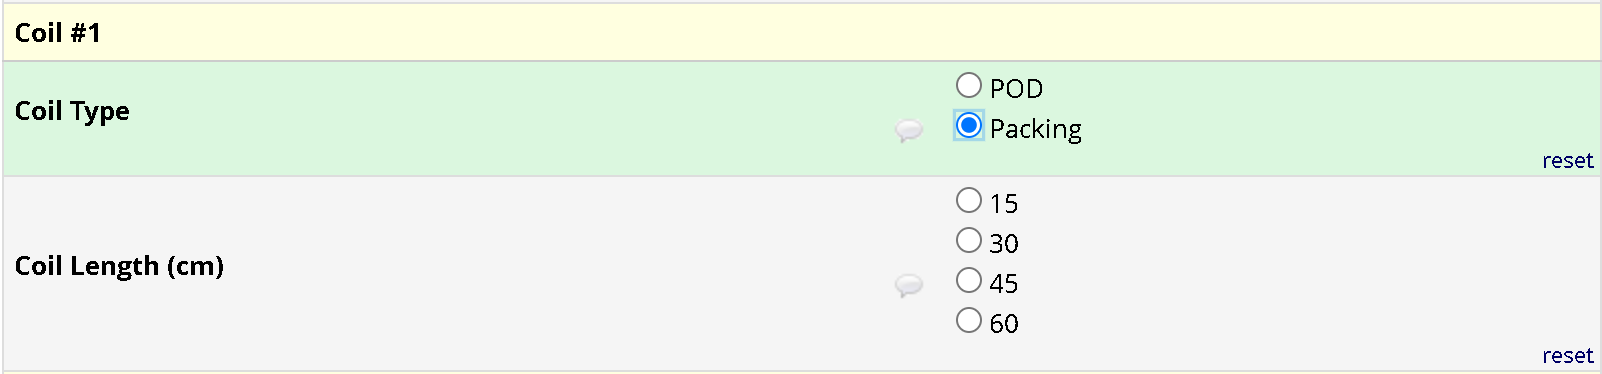 Coil #1
Coil Type
POD
Packing
reset
Coil Length (cm)
15
30
45
60
reset